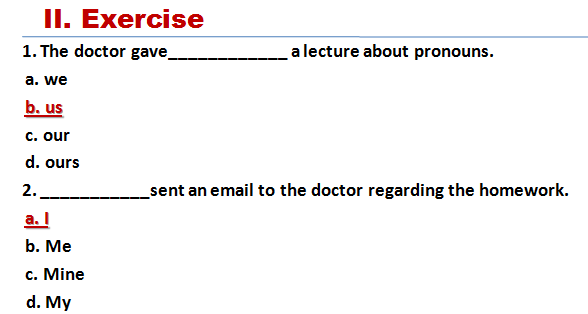 II. Exercise
1. The doctor gave____________ a lecture about pronouns.
a. we
b. us
c. our
d. ours
2. ___________sent an email to the doctor regarding the homework.
a. I
b. Me
c. Mine
d. My